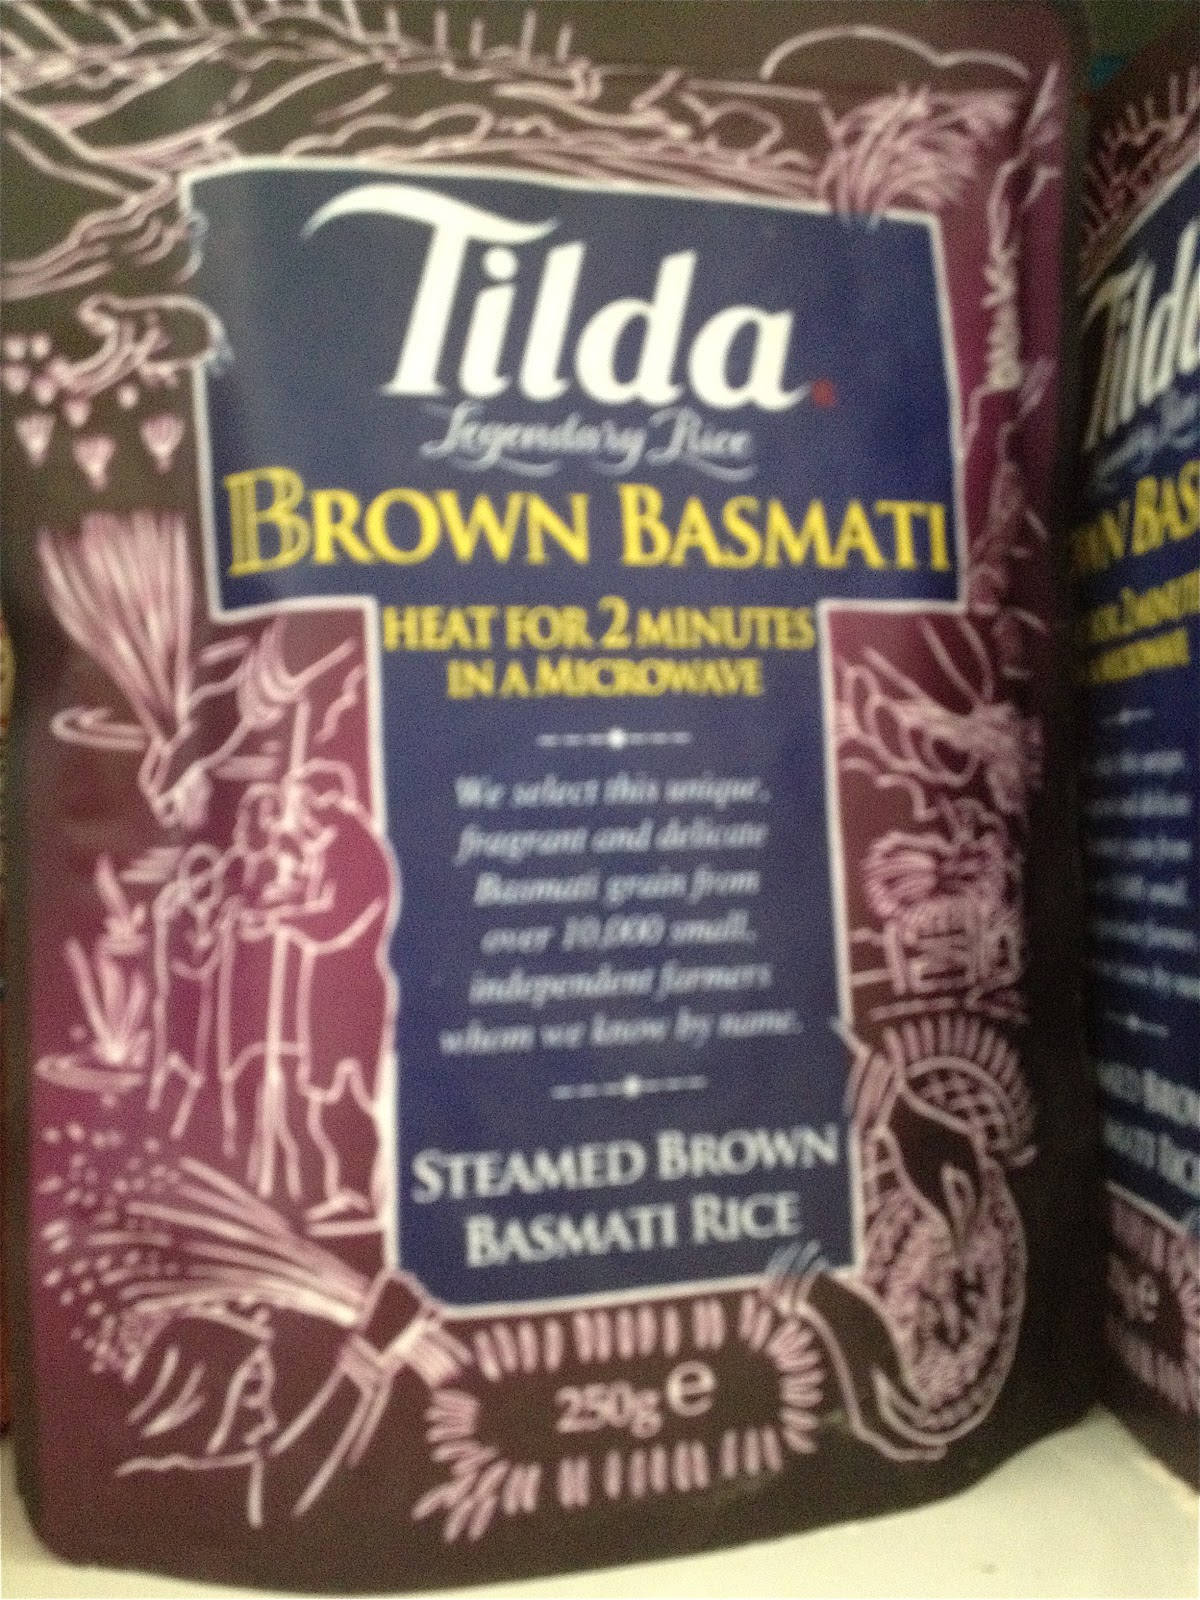 Tilda
Legendary Rice
BROWN BASMATI
HEAT FOR 2 MINUTES
IN A MICROWAVE
We select this unique,
fragrant and delicate
Basmati grain from
over 10,000 small,
independent farmers
whom we know by name.
STEAMED BROWN
BASMATI RICE
250g e
Tilda